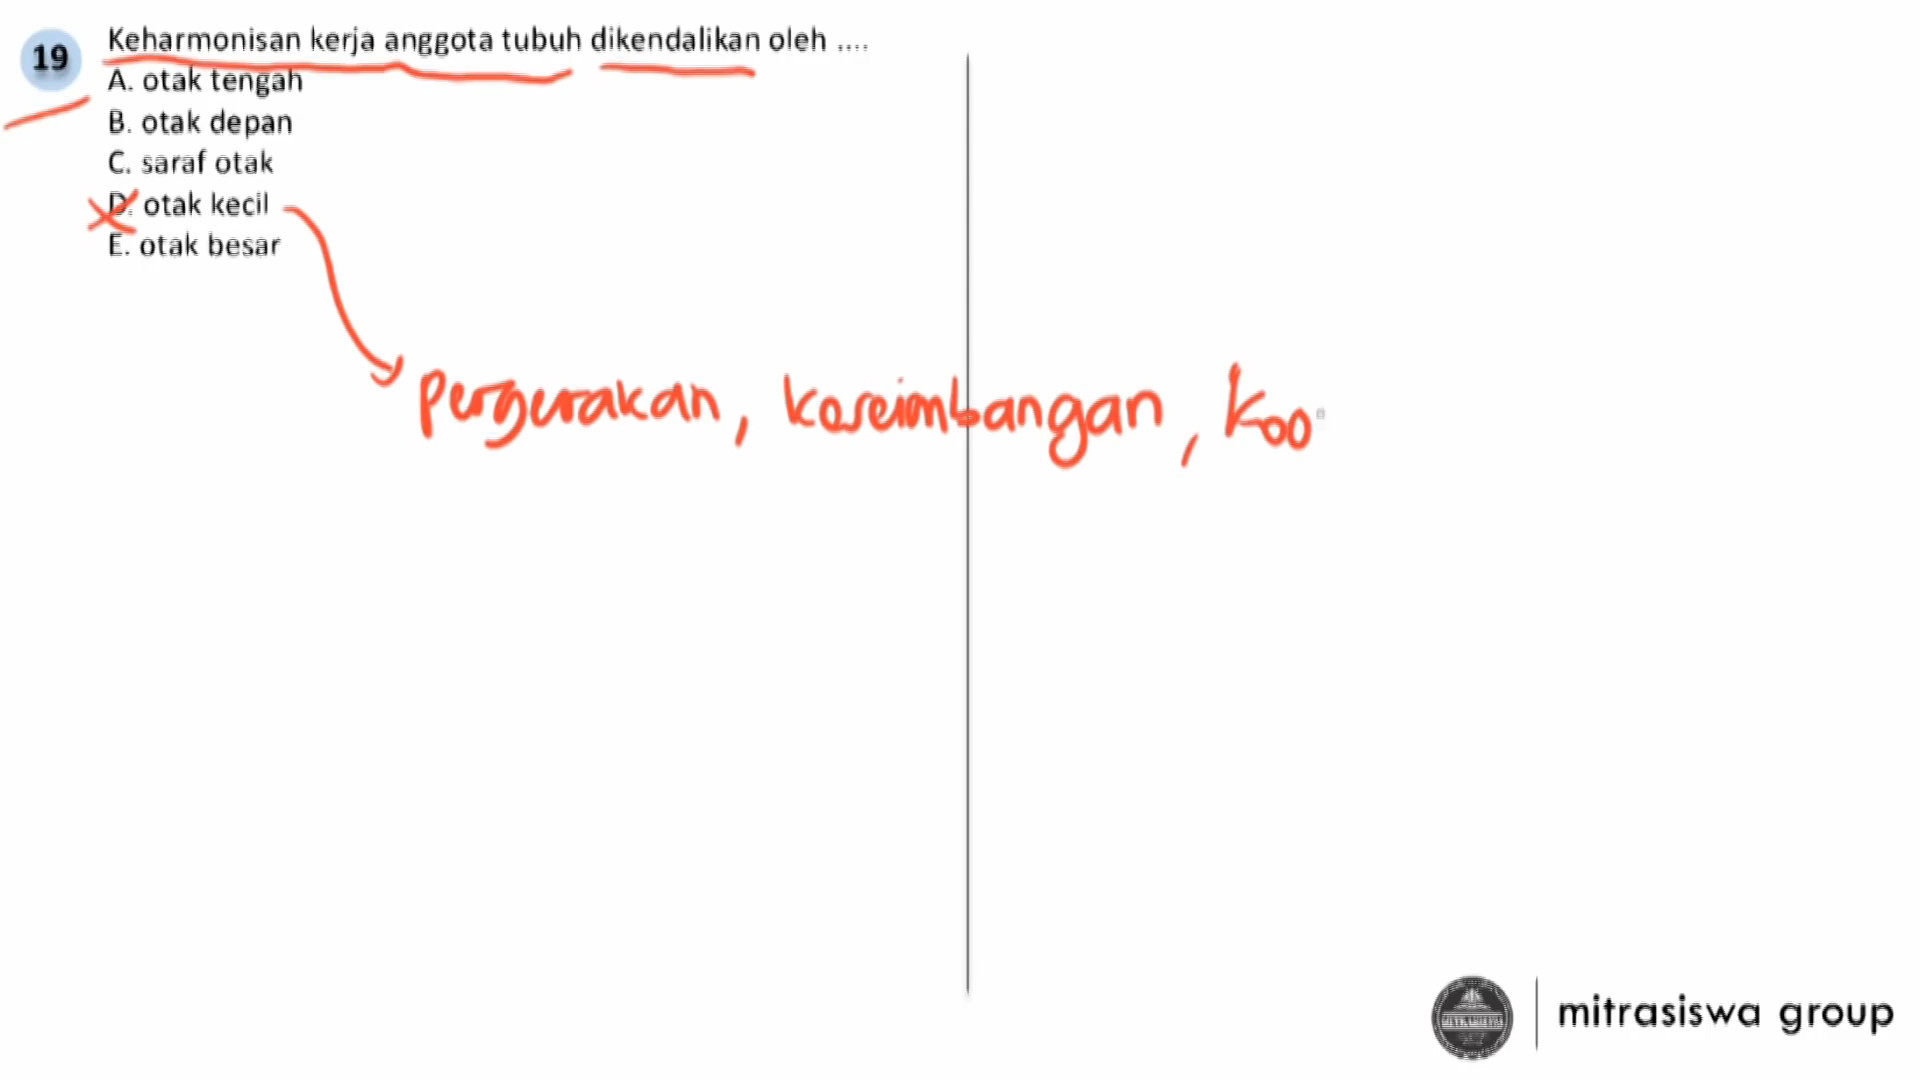 19
Keharmonisan kerja anggota tubuh dikendalikan oleh ....
A. otak tengah
B. otak depan
C. saraf otak
D. otak kecil
E. otak besar
Pergerakan, keseimbangan, koo
mitrasiswa group